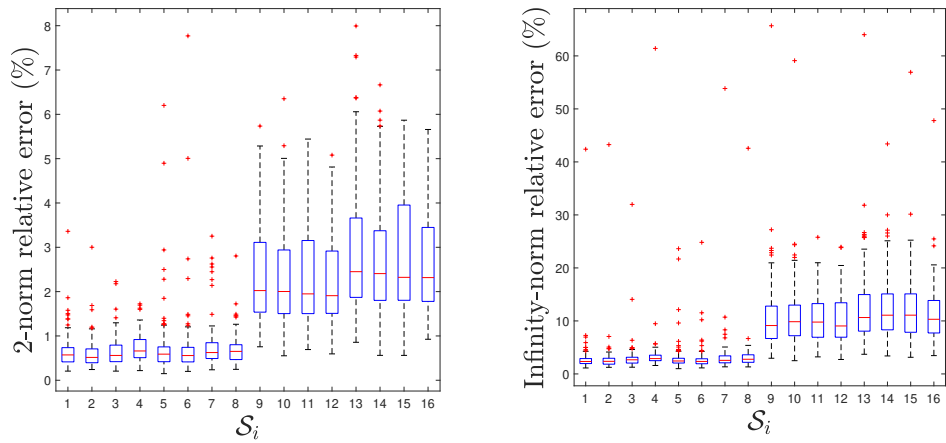 2-norm relative error (%)
8
7
6
5
4
3
2
1
0
1 2 3 4 5 6 7 8 9 10 11 12 13 14 15 16
𝒮ᵢ
Infinity-norm relative error (%)
60
50
40
30
20
10
0
1 2 3 4 5 6 7 8 9 10 11 12 13 14 15 16
𝒮ᵢ